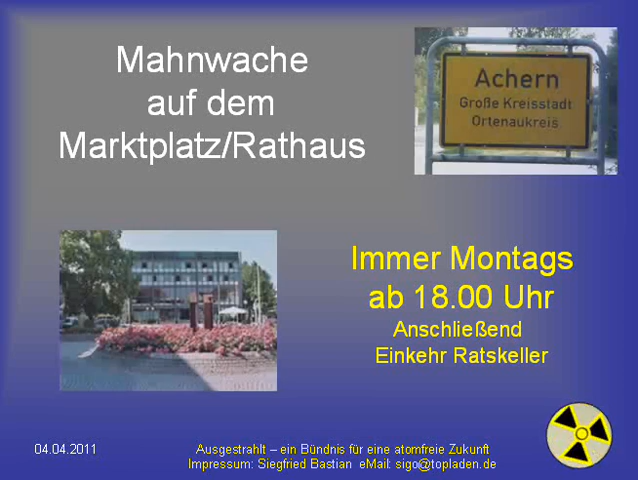 Mahnwache
auf dem
Marktplatz/Rathaus
Achern
Große Kreisstadt
Ortenaukreis
Immer Montags
ab 18.00 Uhr
Anschließend
Einkehr Ratskeller
04.04.2011
Ausgestrahlt – ein Bündnis für eine atomfreie Zukunft
Impressum: Siegfried Bastian eMail: sigo@topladen.de